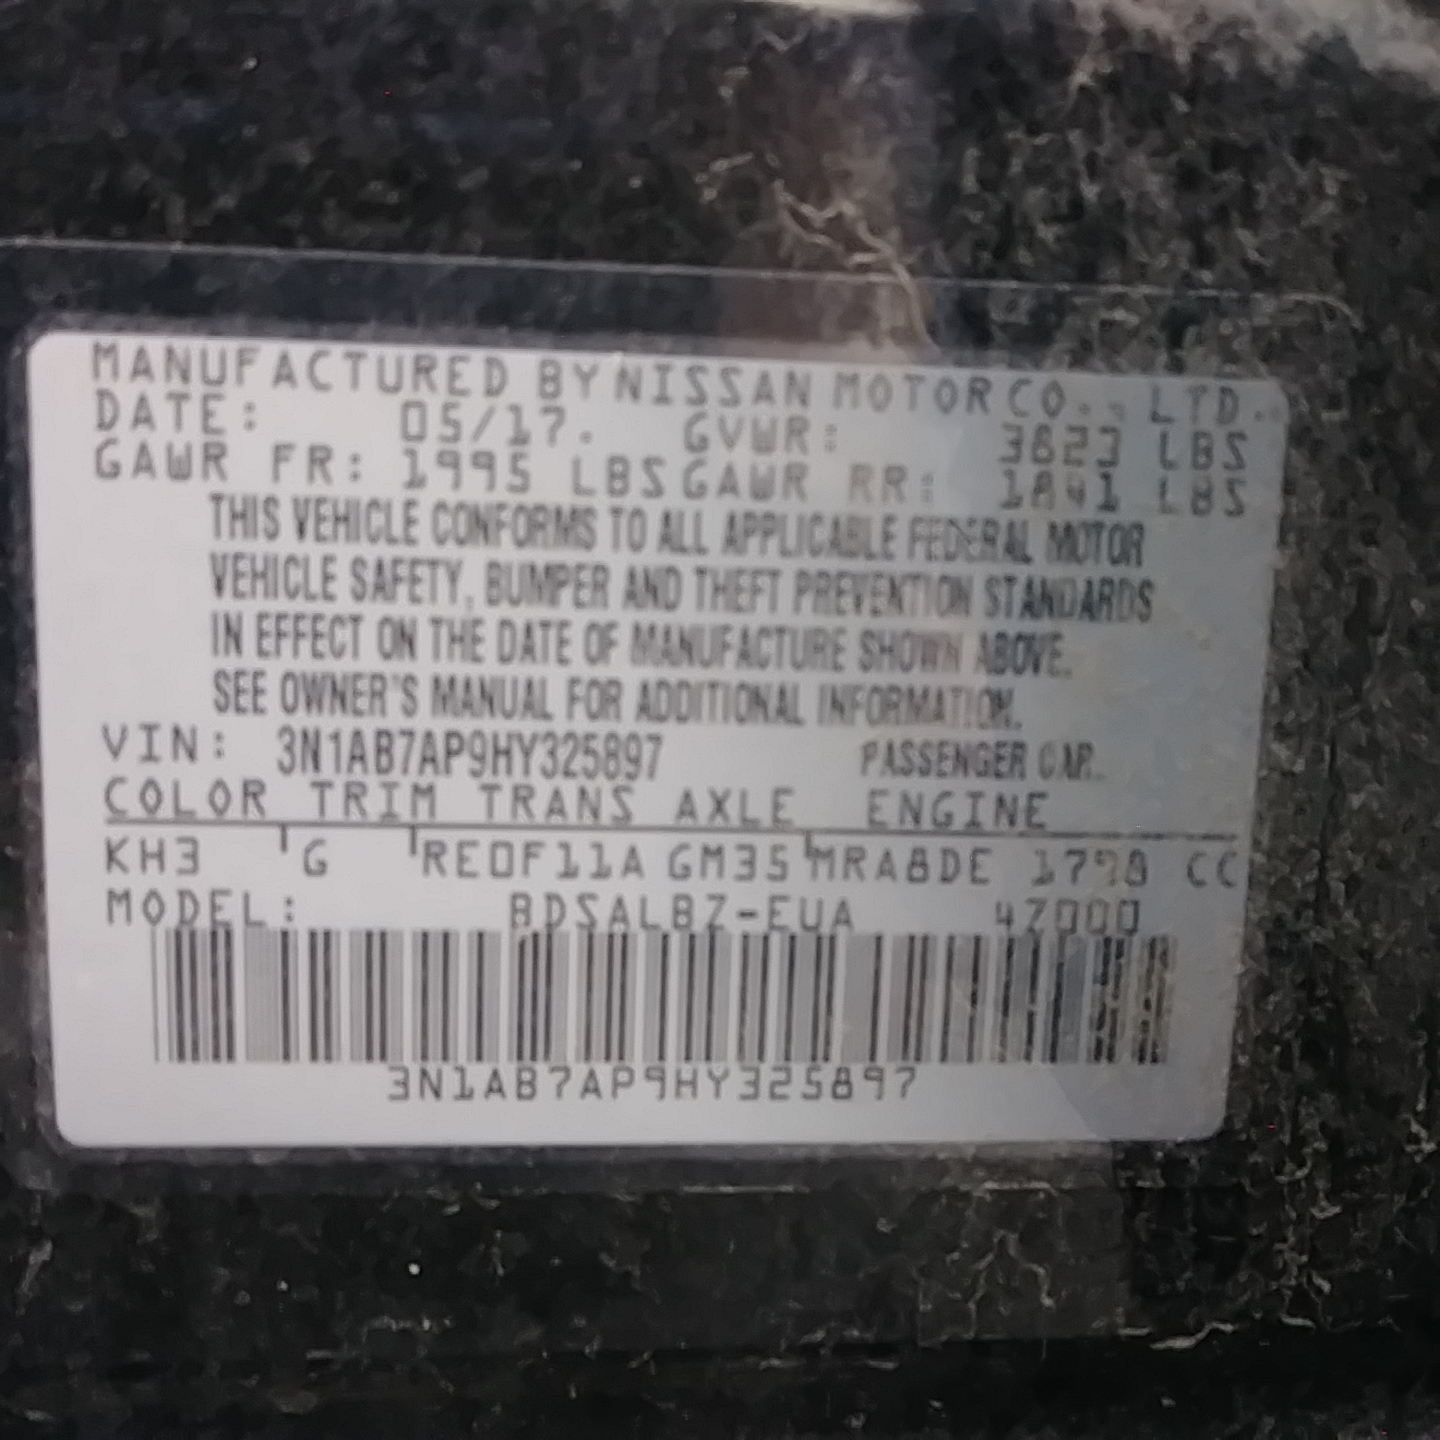 MANUFACTURED BY NISSAN MOTOR CO., LTD.
DATE: 05/17. GVWR: 3623 LBS
GAWR FR: 1995 LBS GAWR RR: 1841 LBS
THIS VEHICLE CONFORMS TO ALL APPLICABLE FEDERAL MOTOR
VEHICLE SAFETY, BUMPER AND THEFT PREVENTION STANDARDS
IN EFFECT ON THE DATE OF MANUFACTURE SHOWN ABOVE.
SEE OWNER'S MANUAL FOR ADDITIONAL INFORMATION.
VIN: 3N1AB7AP9HY325897 PASSENGER CAR.
COLOR TRIM TRANS AXLE ENGINE
KH3 G RE0F11A GM35 MRA8DE 1798 CC
MODEL: BDSALBZ-EUA 4Z000
3N1AB7AP9HY325897